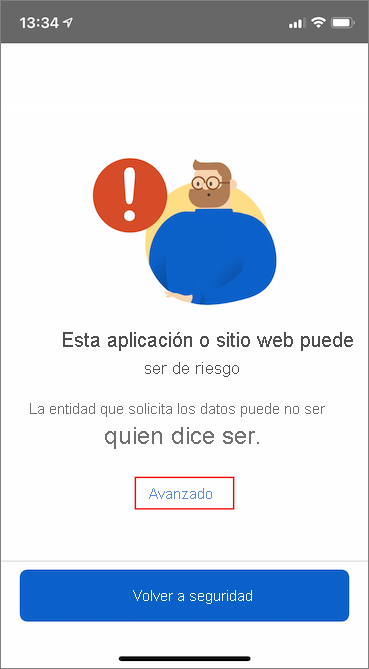 13:34
Esta aplicación o sitio web puede
ser de riesgo
La entidad que solicita los datos puede no ser
quien dice ser.
Avanzado
Volver a seguridad